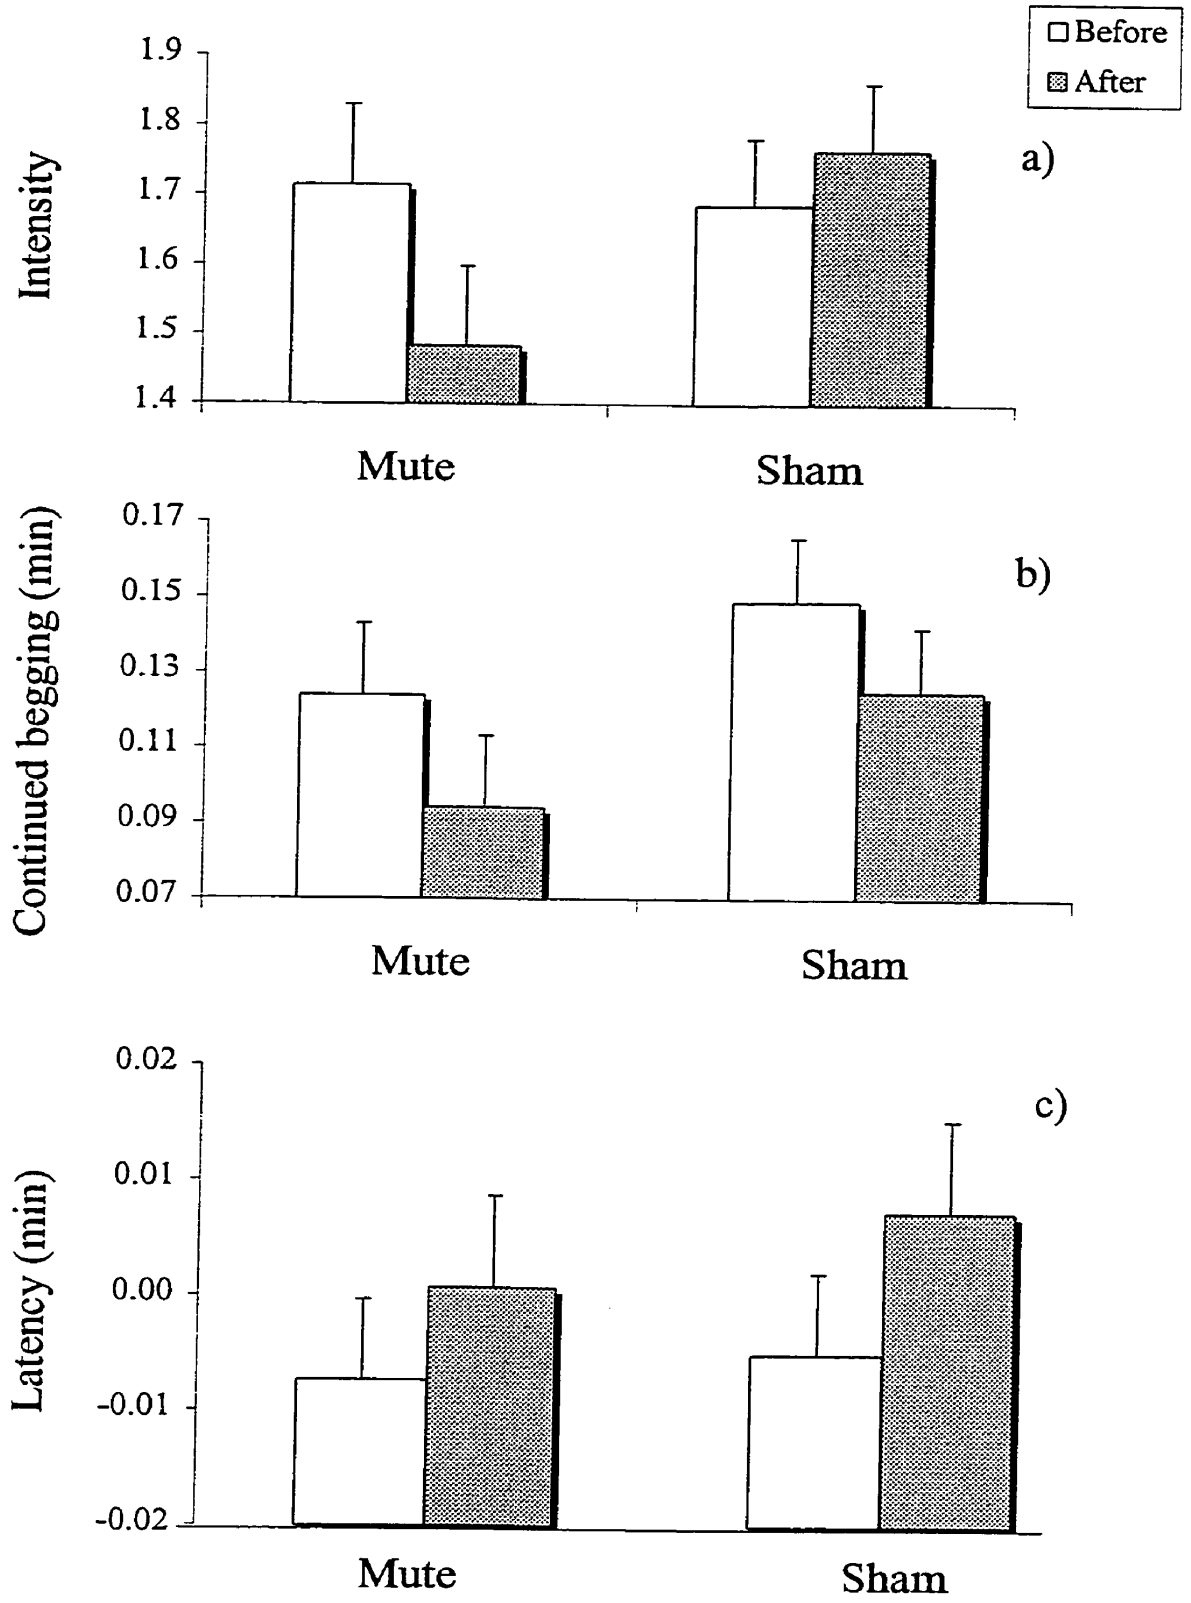 Before
After
a)
Intensity
1.9
1.8
1.7
1.6
1.5
1.4
Mute
Sham
b)
Continued begging (min)
0.17
0.15
0.13
0.11
0.09
0.07
Mute
Sham
c)
Latency (min)
0.02
0.01
0.00
-0.01
-0.02
Mute
Sham